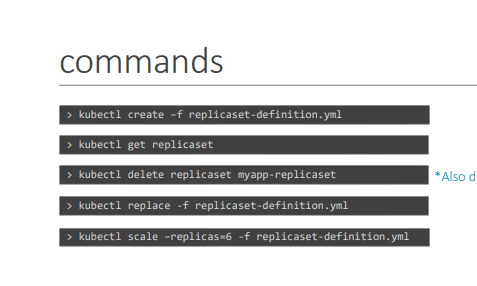 commands
> kubectl create –f replicaset-definition.yml
> kubectl get replicaset
> kubectl delete replicaset myapp-replicaset *Also d
> kubectl replace -f replicaset-definition.yml
> kubectl scale –replicas=6 -f replicaset-definition.yml